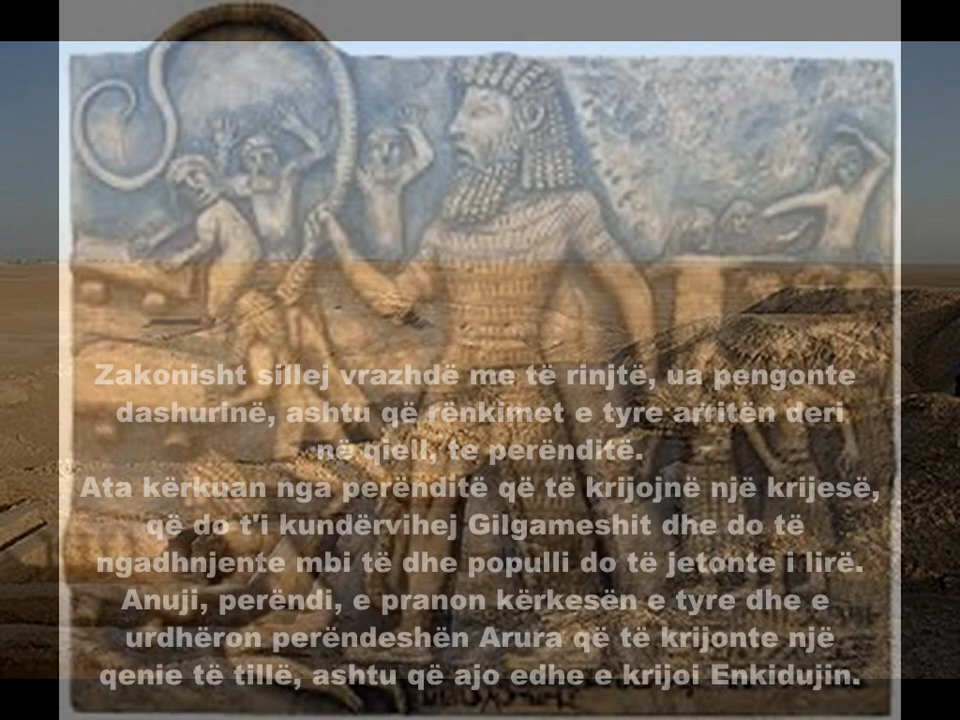 Zakonisht sillej vrazhdë me të rinjtë, ua pengonte
dashurinë, ashtu që rënkimet e tyre arritën deri
në qiell, te perënditë.
Ata kërkuan nga perënditë që të krijojnë një krijesë,
që do t'i kundërvihej Gilgameshit dhe do të
ngadhnjente mbi të dhe populli do të jetonte i lirë.
Anuji, perëndi, e pranon kërkesën e tyre dhe e
urdhëron perëndeshën Arura që të krijonte një
qenie të tillë, ashtu që ajo edhe e krijoi Enkidujin.